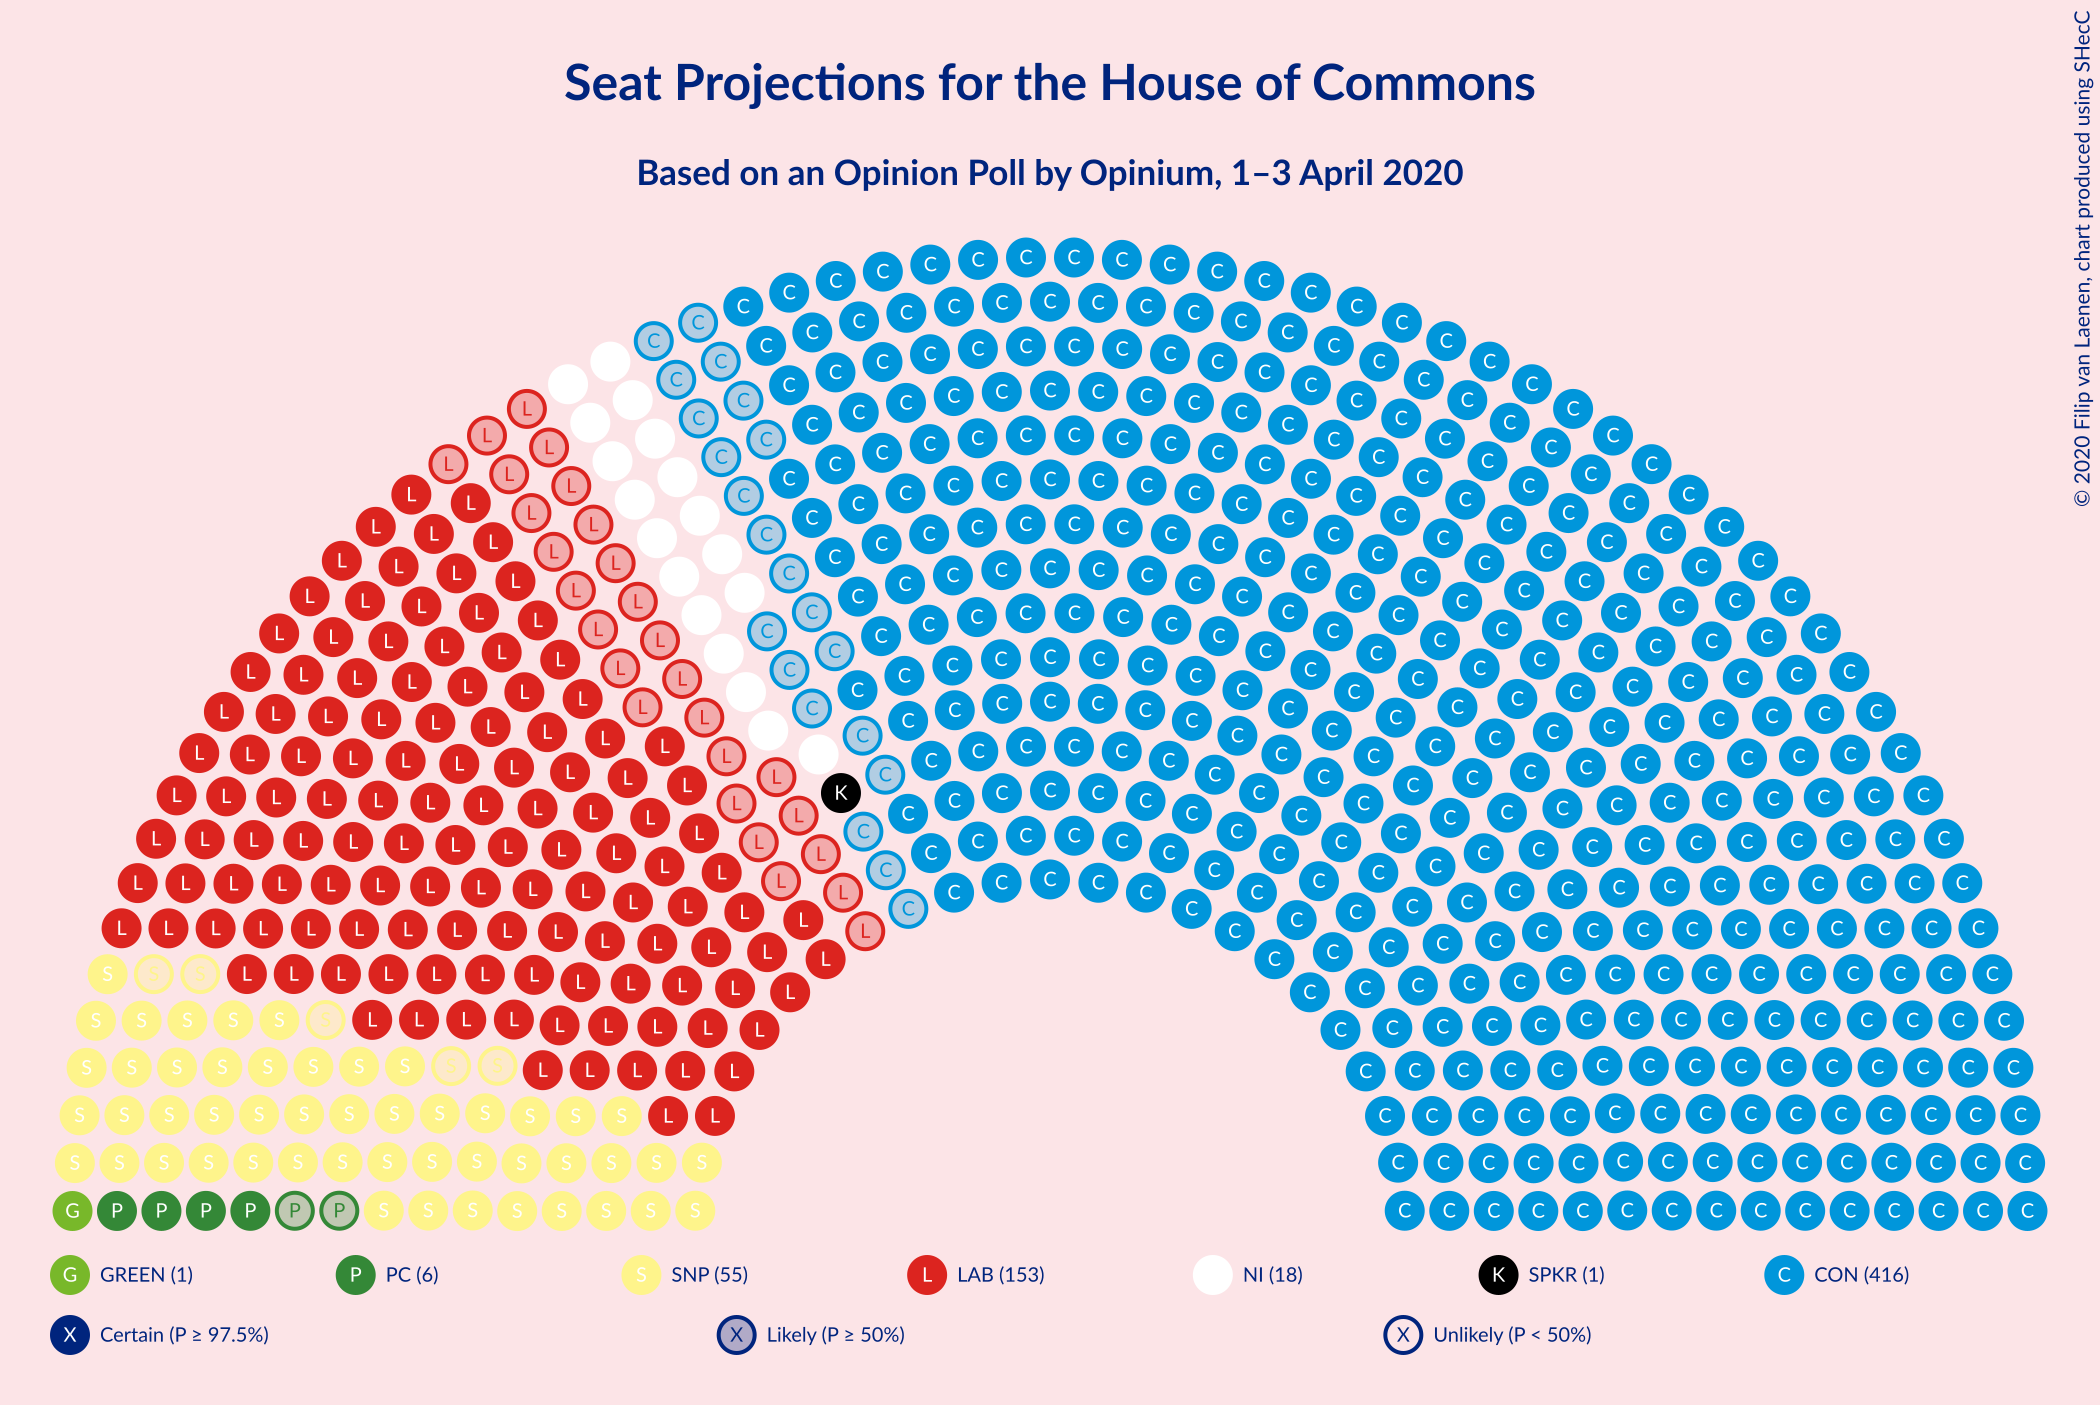 Seat Projections for the House of Commons
Based on an Opinion Poll by Opinium, 1–3 April 2020
© 2020 Filip van Laenen, chart produced using SHecC
G GREEN (1)
P PC (6)
S SNP (55)
L LAB (153)
NI (18)
K SPKR (1)
C CON (416)
X Certain (P ≥ 97.5%)
X Likely (P ≥ 50%)
X Unlikely (P < 50%)